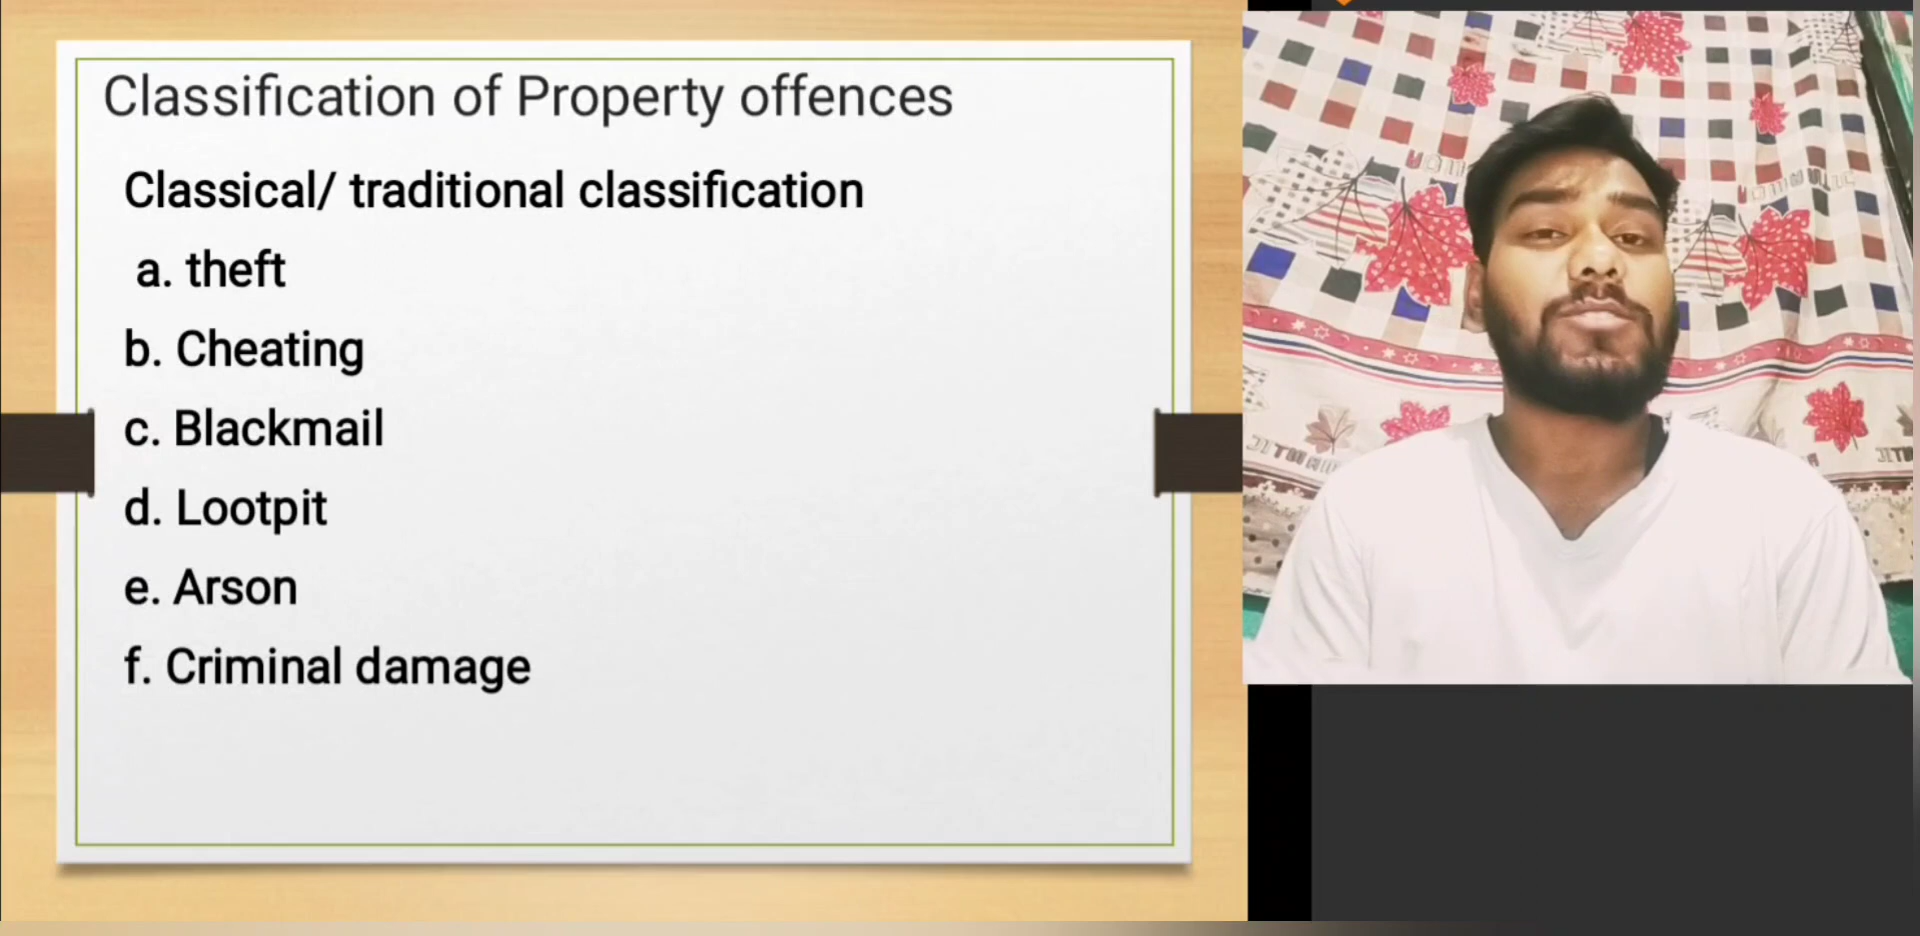 Classification of Property offences
Classical/ traditional classification
a. theft
b. Cheating
c. Blackmail
d. Lootpit
e. Arson
f. Criminal damage